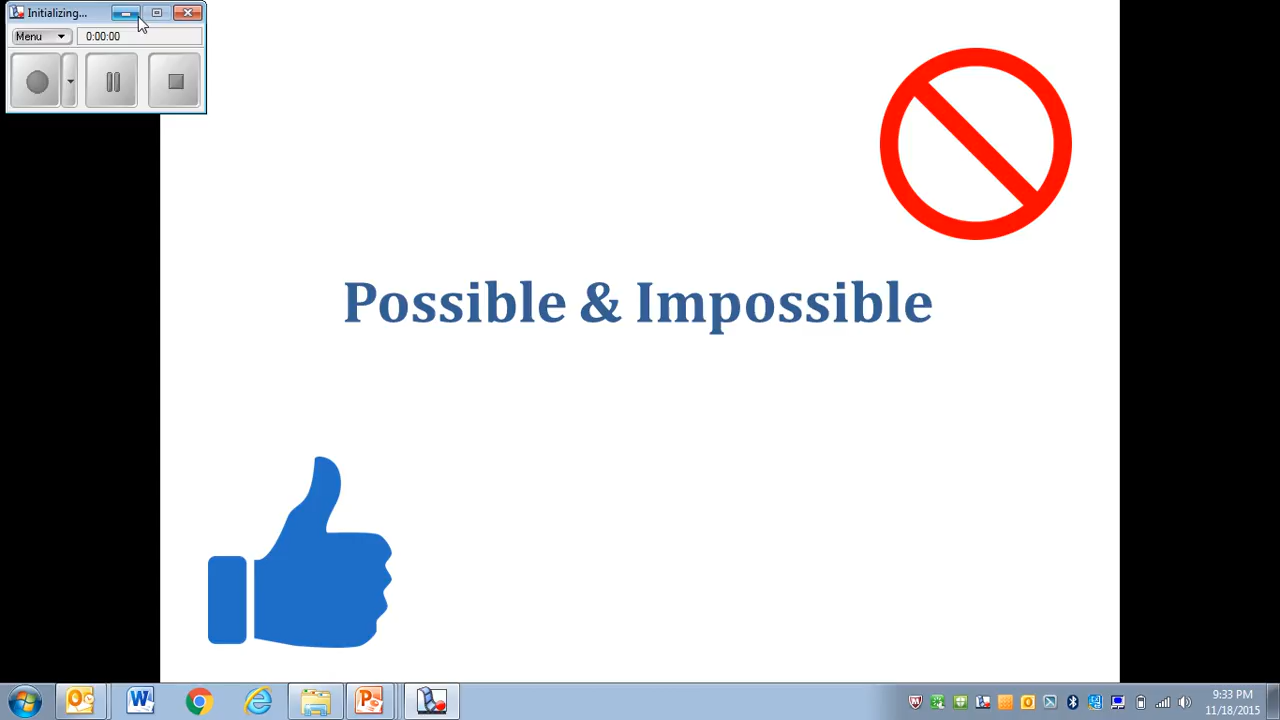 Initializing...
Menu
0:00:00
Possible & Impossible
9:33 PM
11/18/2015